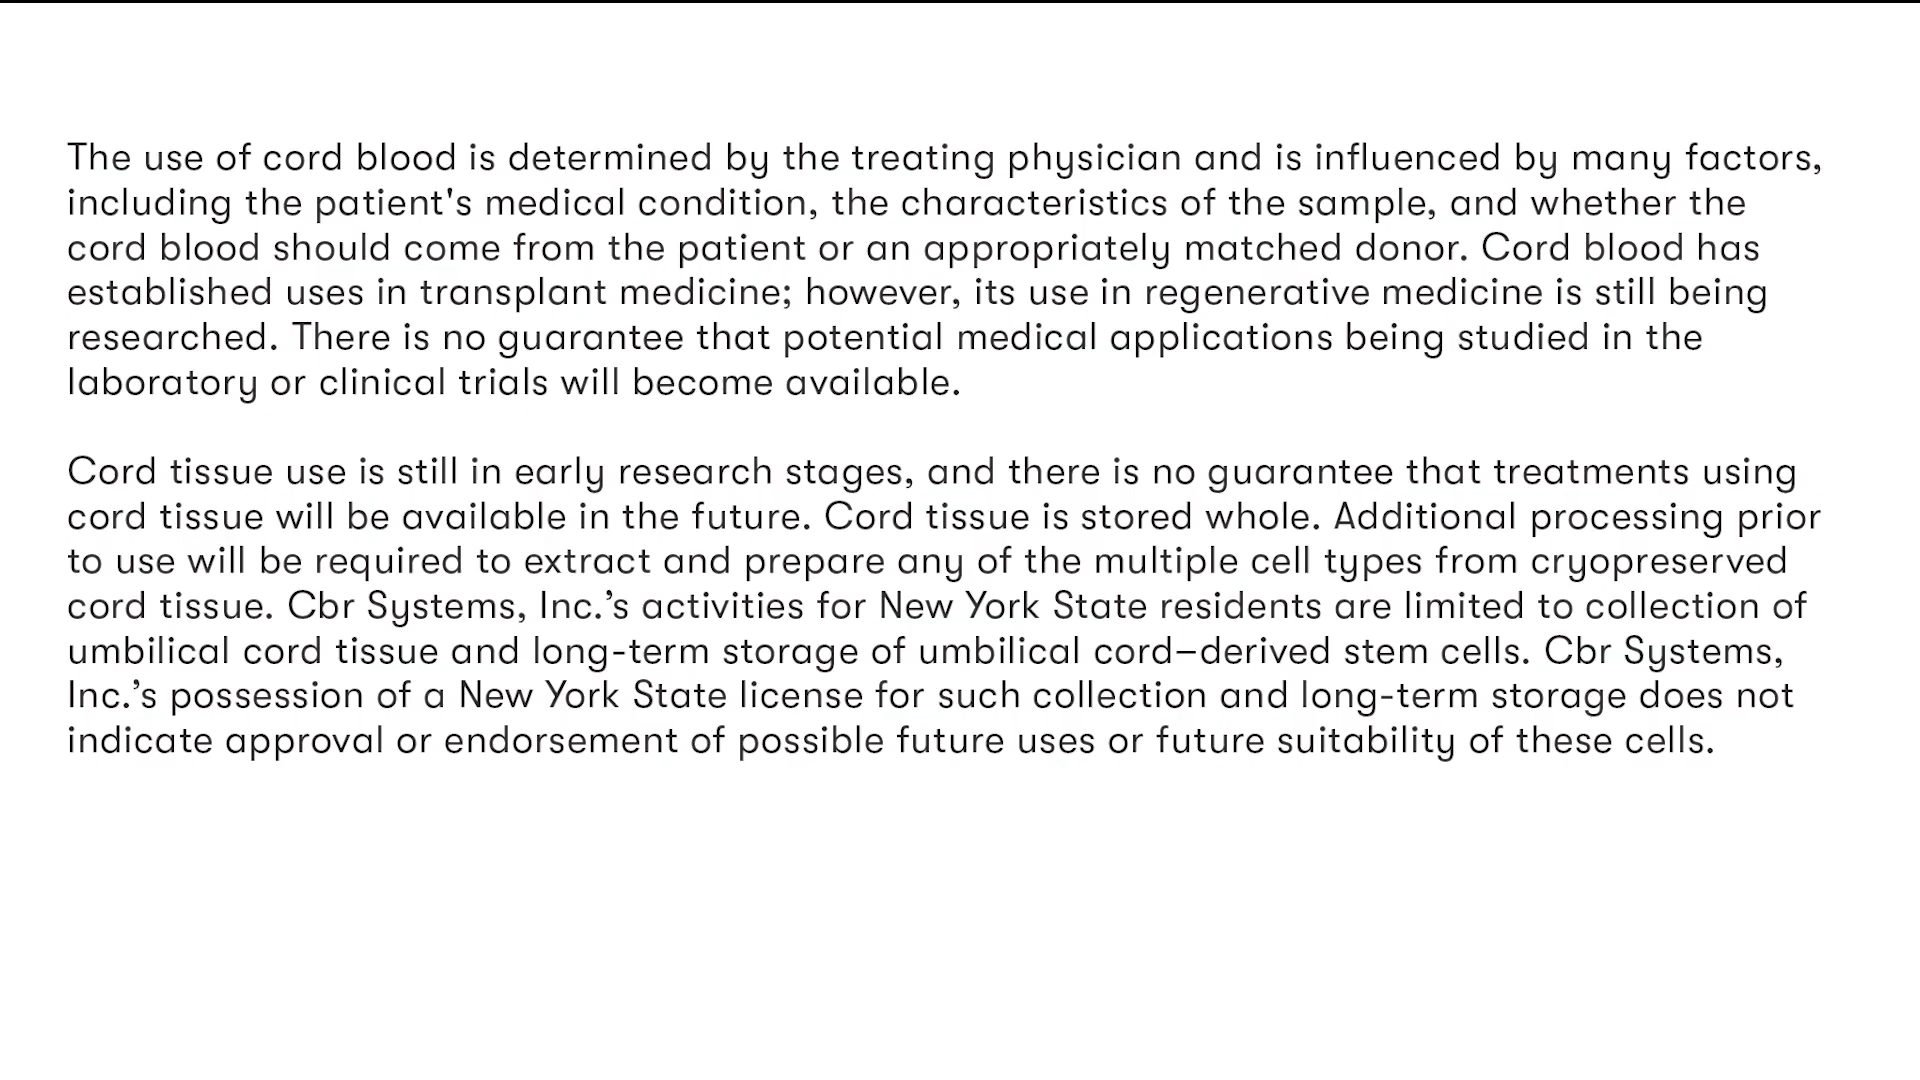 The use of cord blood is determined by the treating physician and is influenced by many factors,
including the patient's medical condition, the characteristics of the sample, and whether the
cord blood should come from the patient or an appropriately matched donor. Cord blood has
established uses in transplant medicine; however, its use in regenerative medicine is still being
researched. There is no guarantee that potential medical applications being studied in the
laboratory or clinical trials will become available.
Cord tissue use is still in early research stages, and there is no guarantee that treatments using
cord tissue will be available in the future. Cord tissue is stored whole. Additional processing prior
to use will be required to extract and prepare any of the multiple cell types from cryopreserved
cord tissue. Cbr Systems, Inc.’s activities for New York State residents are limited to collection of
umbilical cord tissue and long-term storage of umbilical cord–derived stem cells. Cbr Systems,
Inc.’s possession of a New York State license for such collection and long-term storage does not
indicate approval or endorsement of possible future uses or future suitability of these cells.